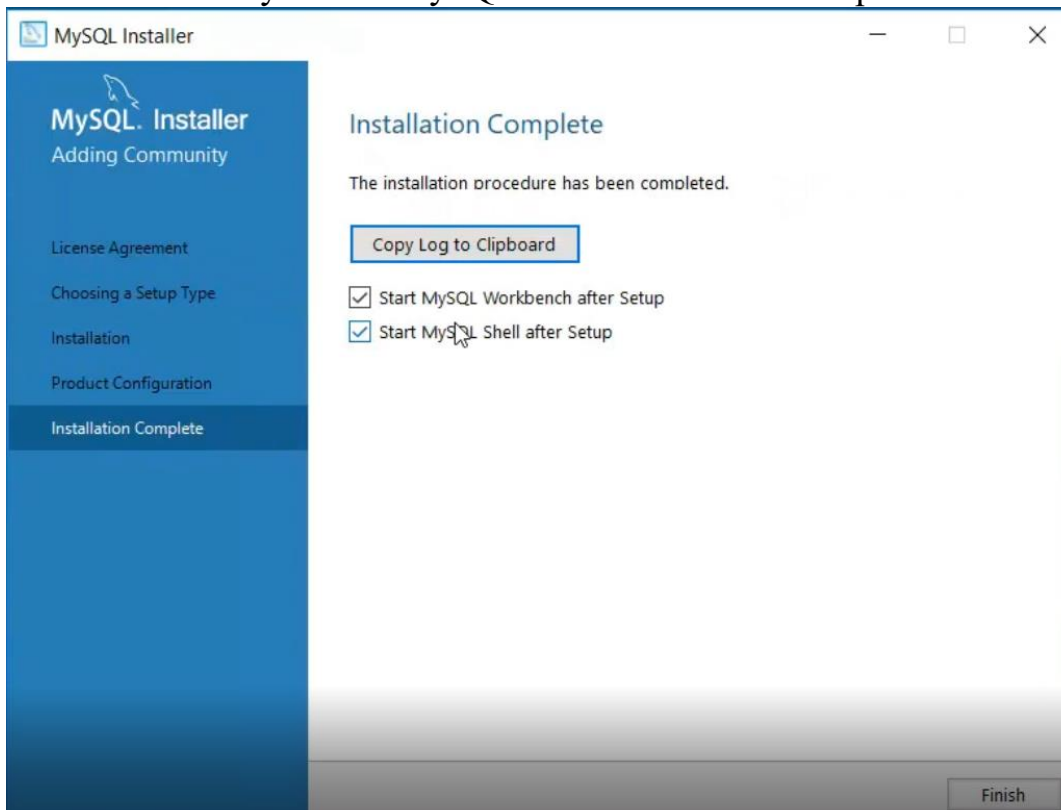 MySQL Installer
MySQL. Installer
Adding Community
License Agreement
Choosing a Setup Type
Installation
Product Configuration
Installation Complete
Installation Complete
The installation procedure has been completed.
Copy Log to Clipboard
Start MySQL Workbench after Setup
Start MySQL Shell after Setup
Finish